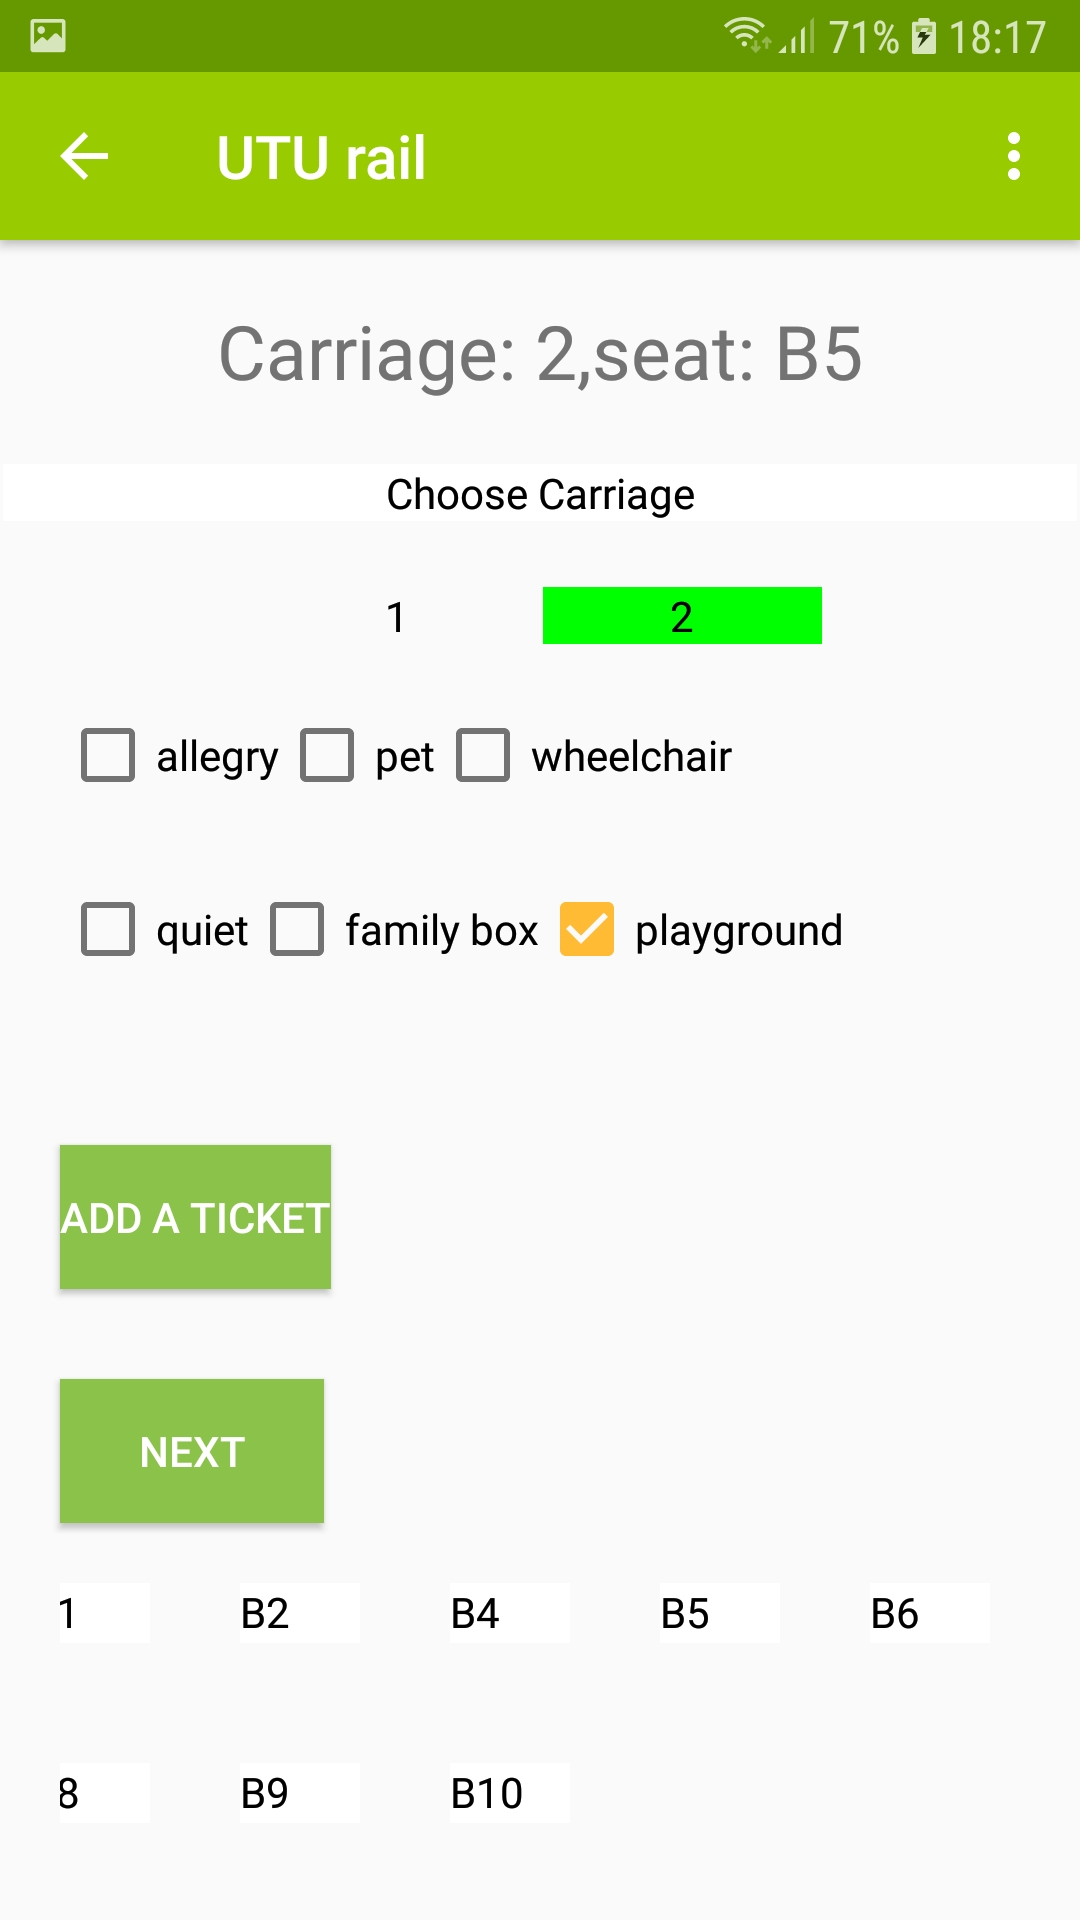 71% 18:17
UTU rail
Carriage: 2,seat: B5
Choose Carriage
1 2
allegry pet wheelchair
quiet family box playground
ADD A TICKET
NEXT
1 B2 B4 B5 B6
8 B9 B10